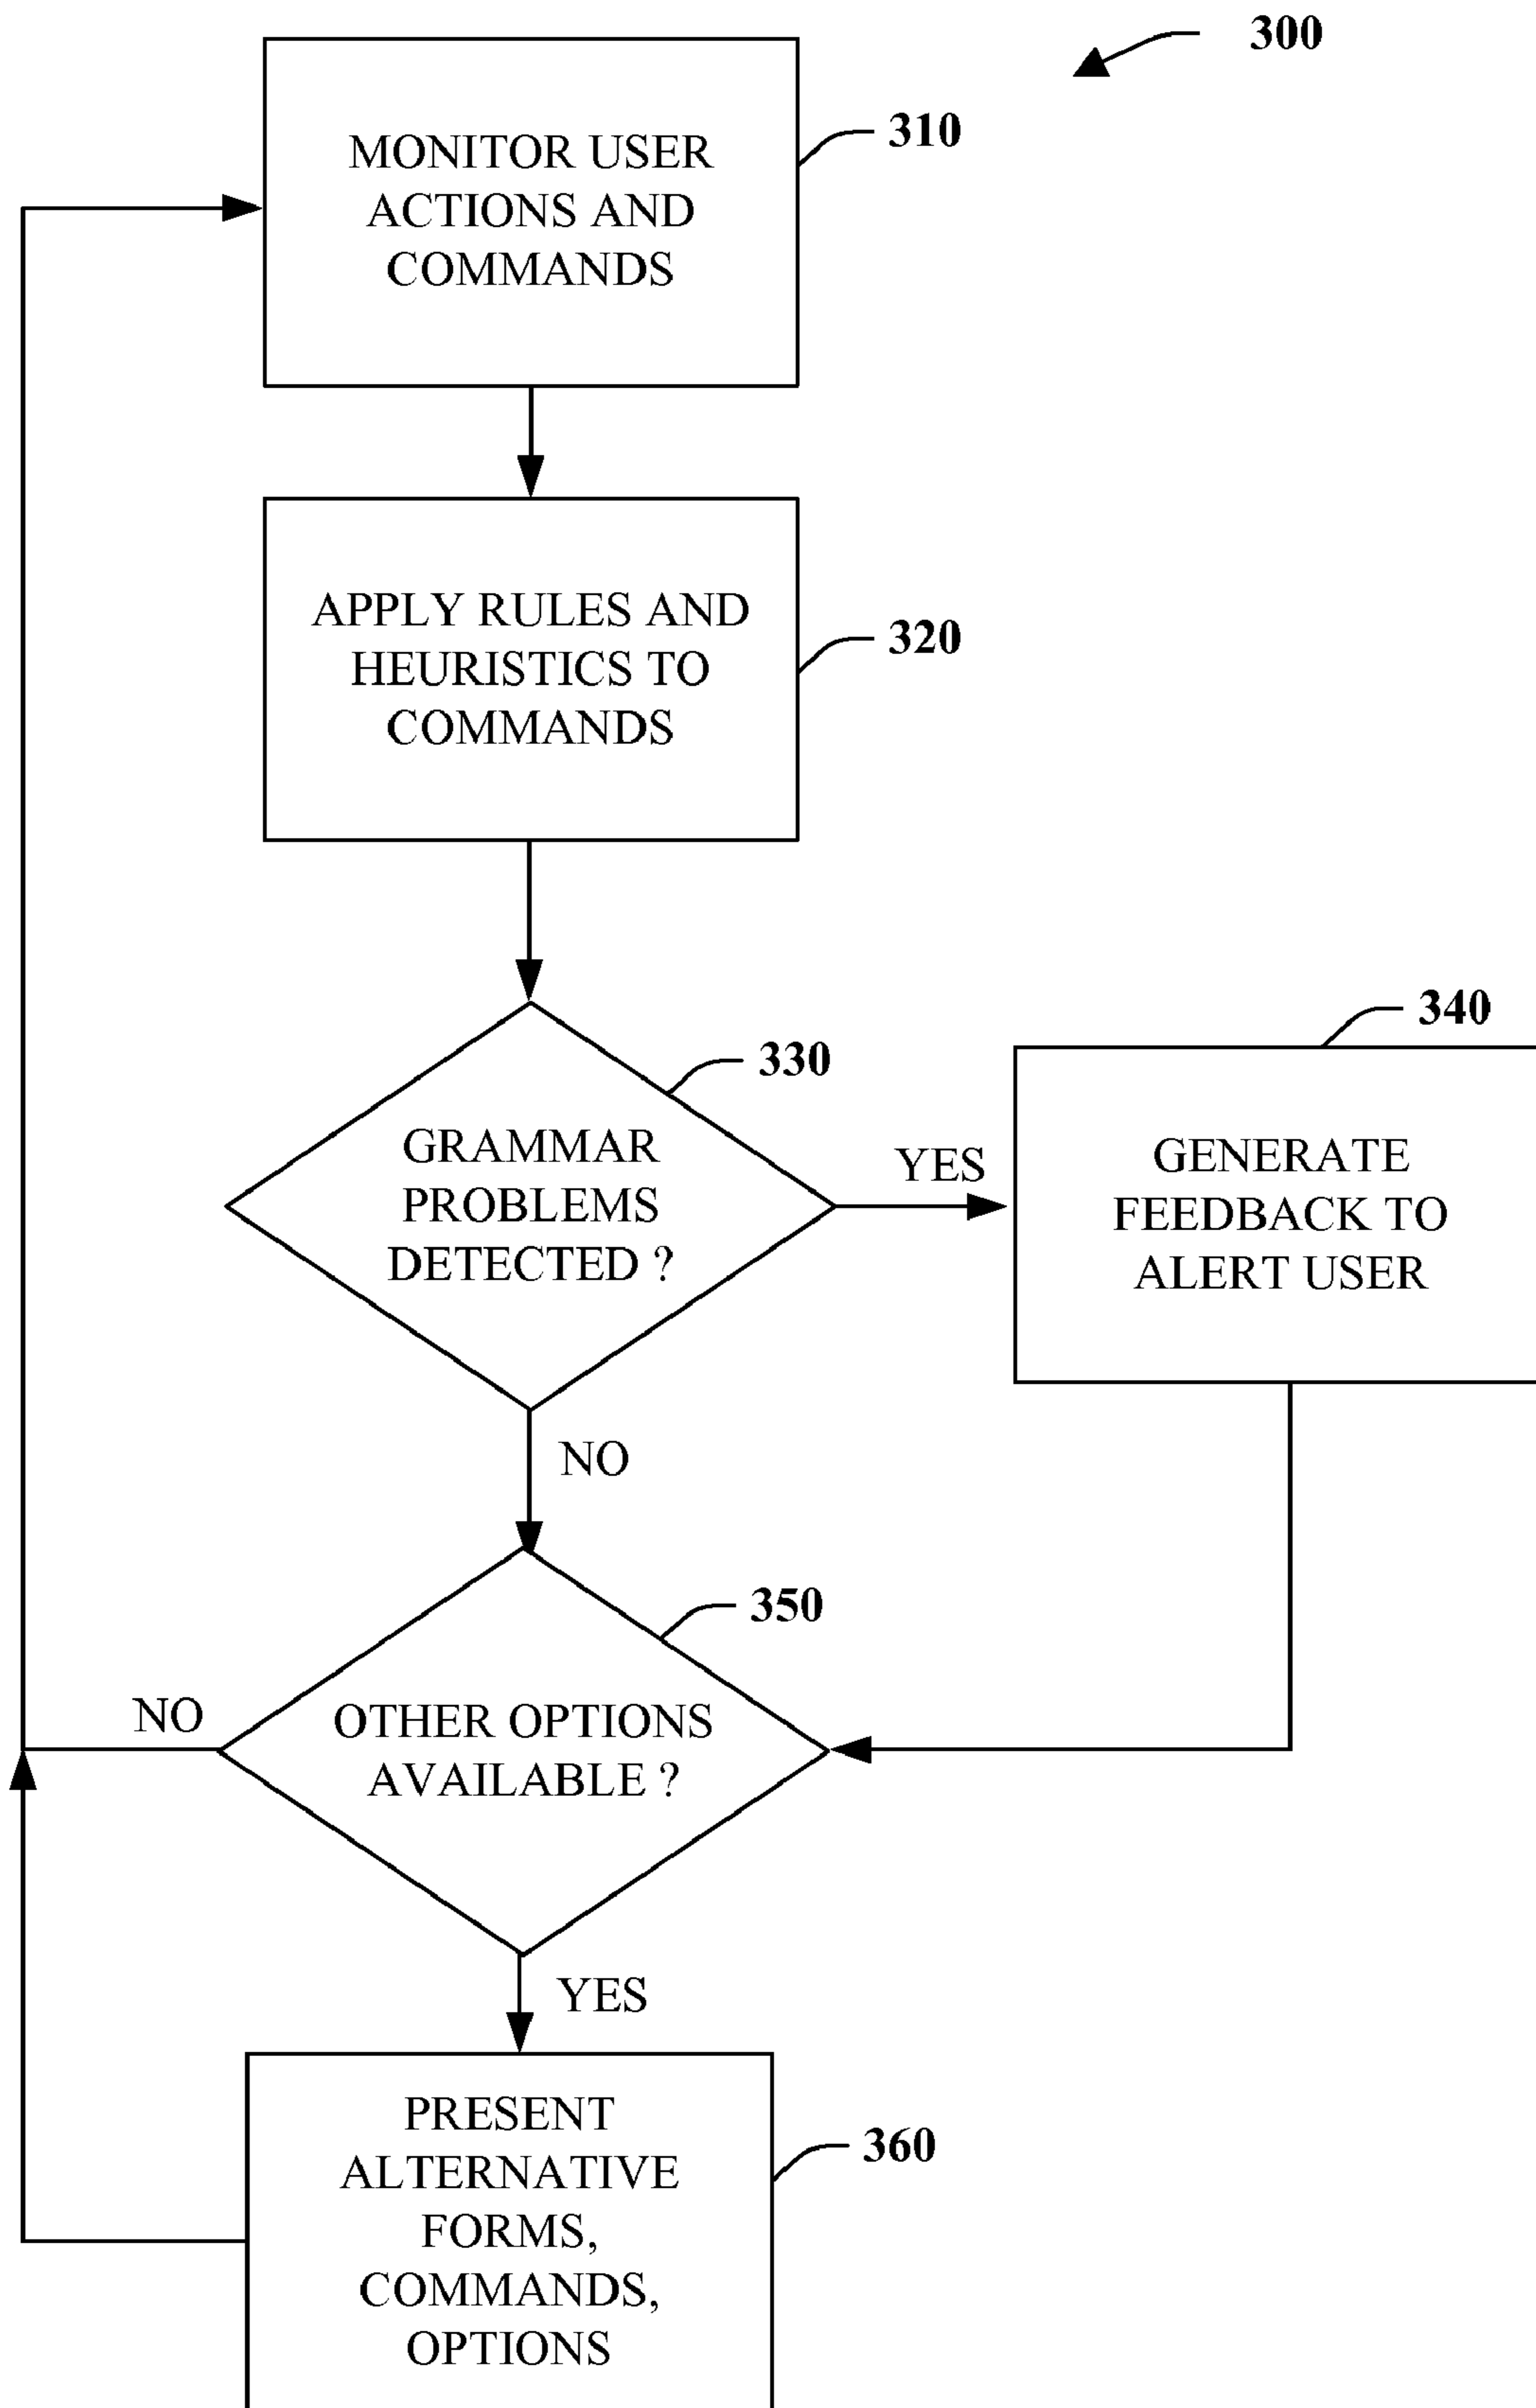 300
MONITOR USER
ACTIONS AND
COMMANDS
310
APPLY RULES AND
HEURISTICS TO
COMMANDS
320
GRAMMAR
PROBLEMS
DETECTED ?
330
YES
340
GENERATE
FEEDBACK TO
ALERT USER
NO
350
OTHER OPTIONS
AVAILABLE ?
NO
YES
PRESENT
ALTERNATIVE
FORMS,
COMMANDS,
OPTIONS
360